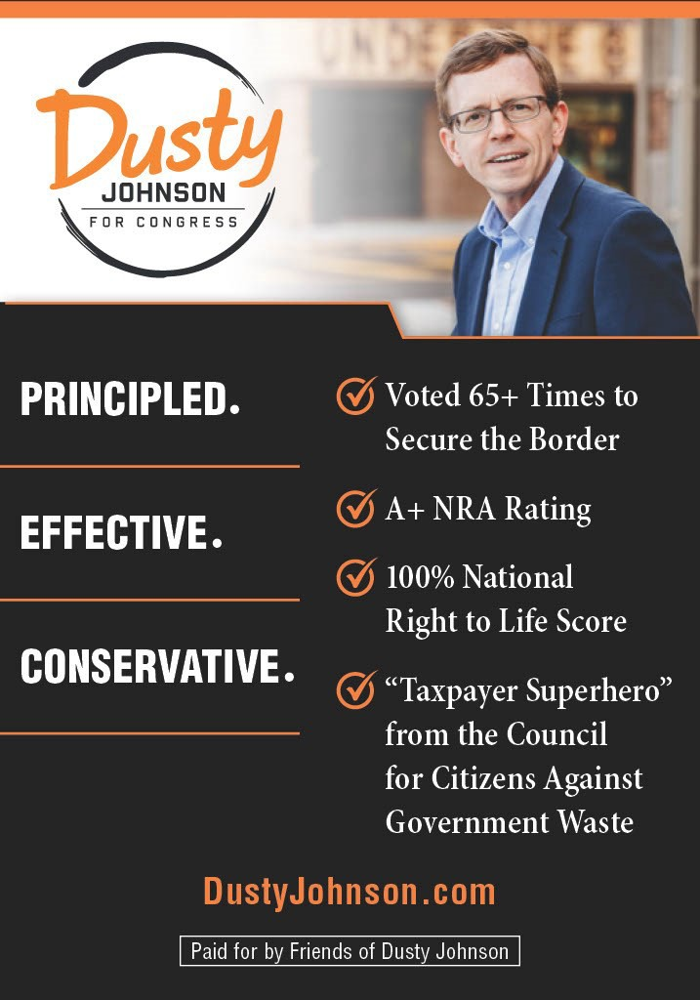 Dusty
JOHNSON
FOR CONGRESS
PRINCIPLED.
EFFECTIVE.
CONSERVATIVE.
Voted 65+ Times to
Secure the Border
A+ NRA Rating
100% National
Right to Life Score
“Taxpayer Superhero”
from the Council
for Citizens Against
Government Waste
DustyJohnson.com
Paid for by Friends of Dusty Johnson